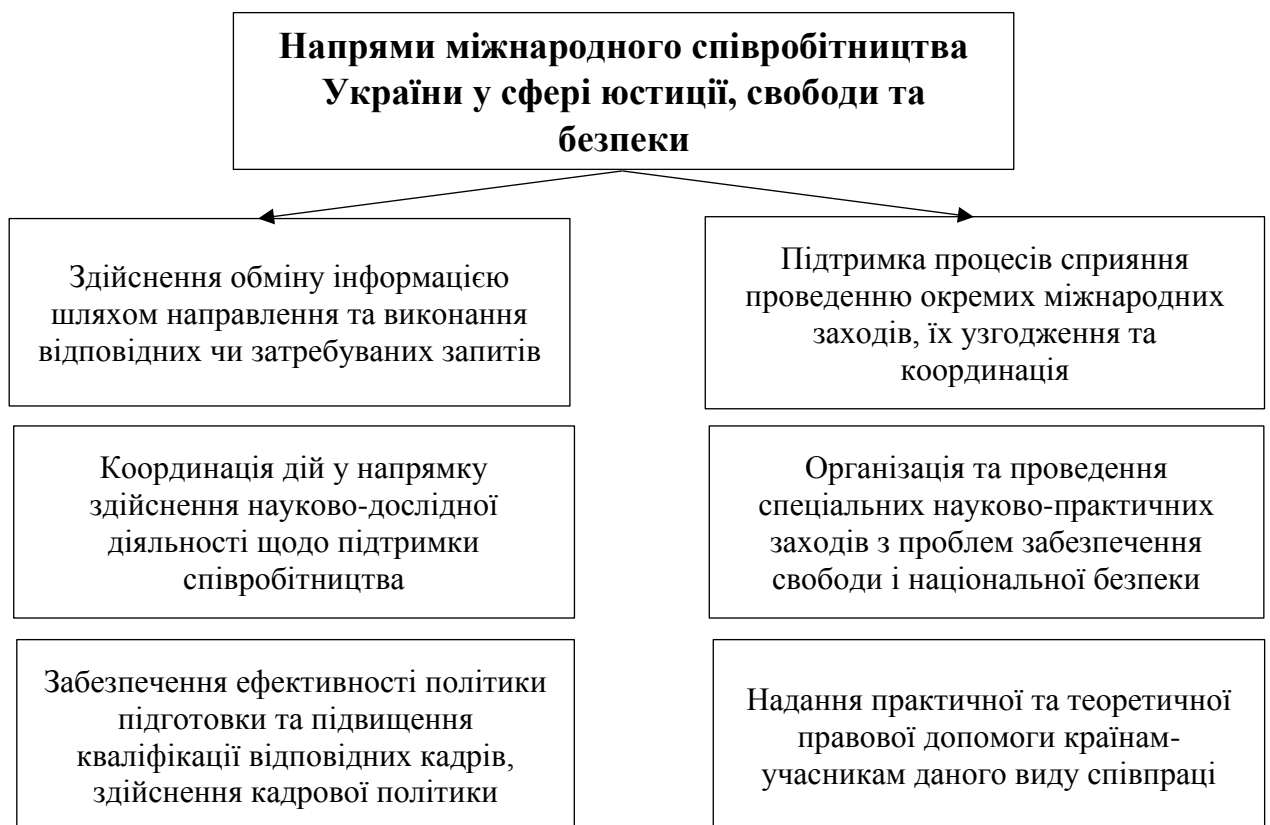 Напрями міжнародного співробітництва
України у сфері юстиції, свободи та
безпеки
Здійснення обміну інформацією
шляхом направлення та виконання
відповідних чи затребуваних запитів
Підтримка процесів сприяння
проведенню окремих міжнародних
заходів, їх узгодження та
координація
Координація дій у напрямку
здійснення науково-дослідної
діяльності щодо підтримки
співробітництва
Організація та проведення
спеціальних науково-практичних
заходів з проблем забезпечення
свободи і національної безпеки
Забезпечення ефективності політики
підготовки та підвищення
кваліфікації відповідних кадрів,
здійснення кадрової політики
Надання практичної та теоретичної
правової допомоги країнам-
учасникам даного виду співпраці